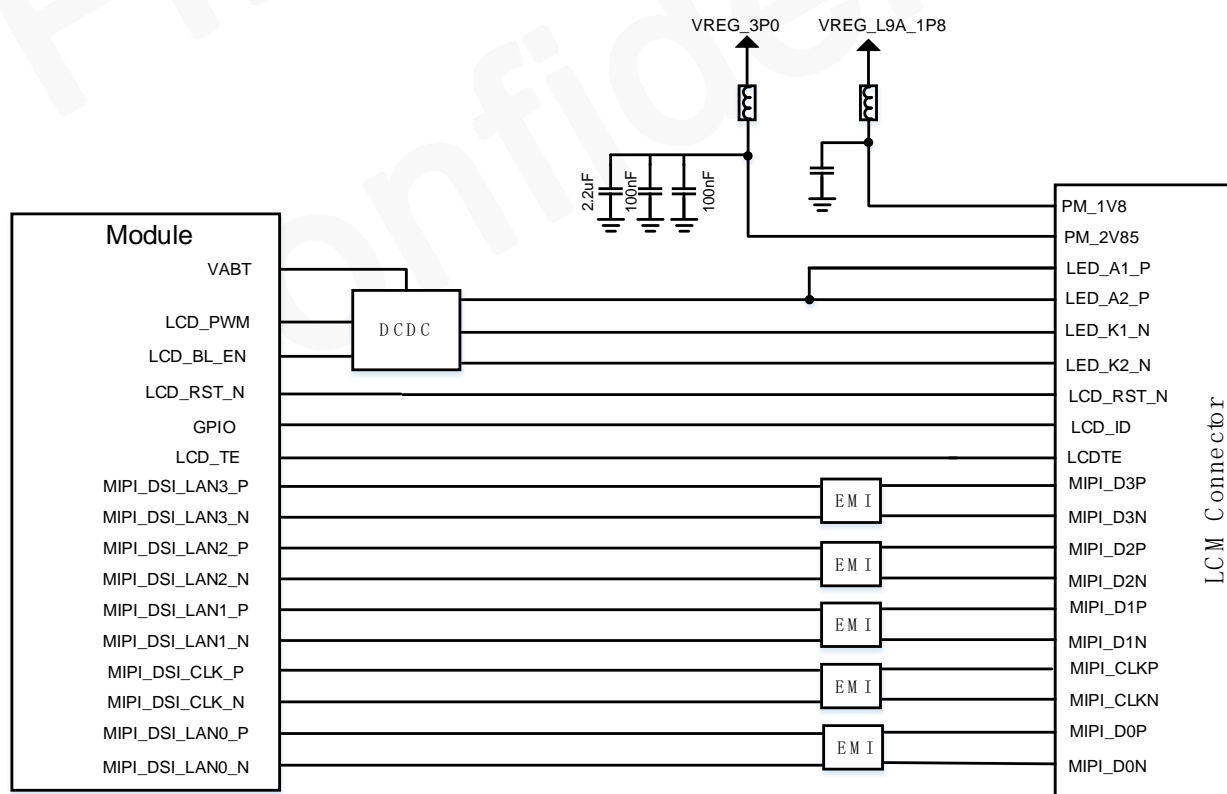 VREG_3P0
VREG_L9A_1P8
2.2uF
100nF
100nF
Module
VABT
LCD_PWM
LCD_BL_EN
LCD_RST_N
GPIO
LCD_TE
MIPI_DSI_LAN3_P
MIPI_DSI_LAN3_N
MIPI_DSI_LAN2_P
MIPI_DSI_LAN2_N
MIPI_DSI_LAN1_P
MIPI_DSI_LAN1_N
MIPI_DSI_CLK_P
MIPI_DSI_CLK_N
MIPI_DSI_LAN0_P
MIPI_DSI_LAN0_N
DCDC
EMI
EMI
EMI
EMI
EMI
PM_1V8
PM_2V85
LED_A1_P
LED_A2_P
LED_K1_N
LED_K2_N
LCD_RST_N
LCD_ID
LCDTE
MIPI_D3P
MIPI_D3N
MIPI_D2P
MIPI_D2N
MIPI_D1P
MIPI_D1N
MIPI_CLKP
MIPI_CLKN
MIPI_D0P
MIPI_D0N
LCM Connector